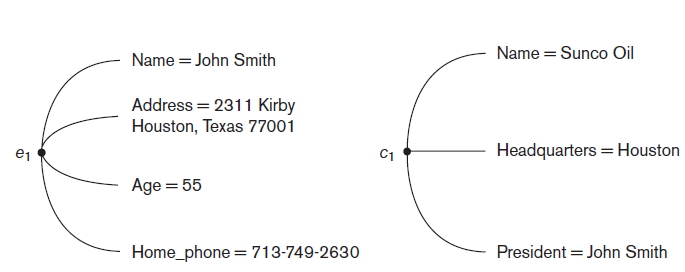 Name = John Smith
Address = 2311 Kirby
Houston, Texas 77001
e1
Age = 55
Home_phone = 713-749-2630
Name = Sunco Oil
c1
Headquarters = Houston
President = John Smith